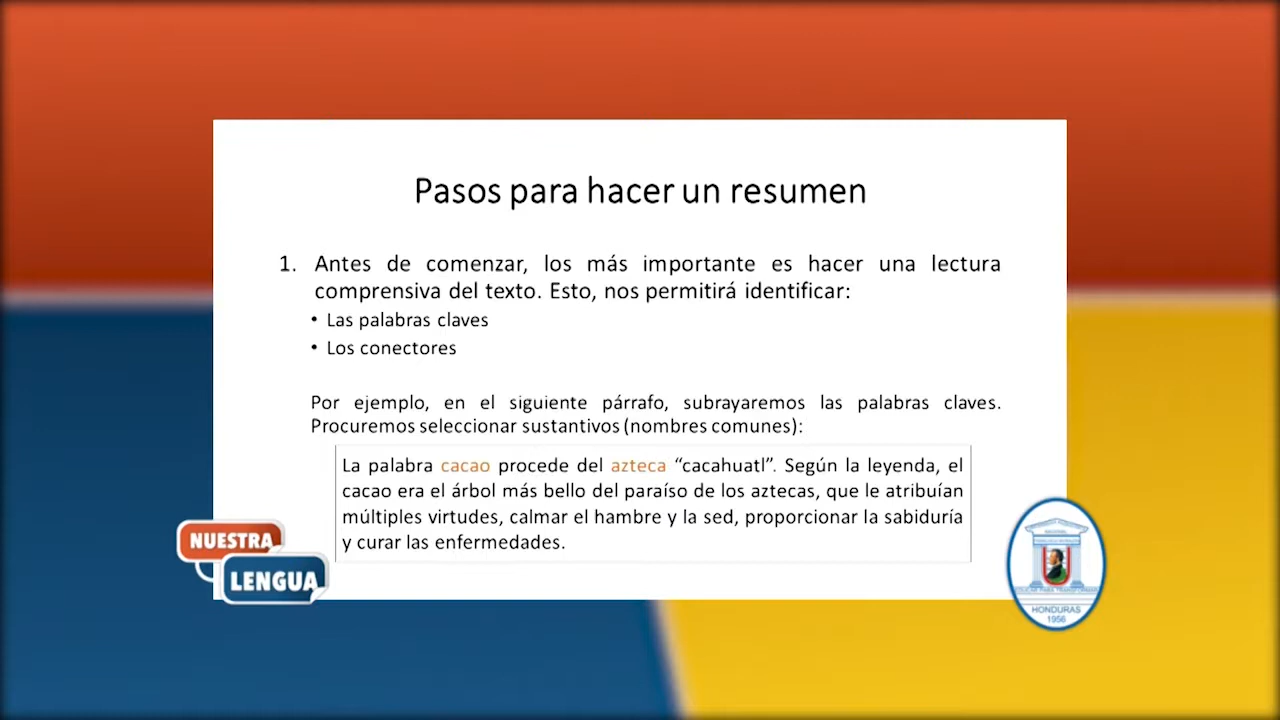 Pasos para hacer un resumen
1. Antes de comenzar, los más importante es hacer una lectura
comprensiva del texto. Esto, nos permitirá identificar:
• Las palabras claves
• Los conectores
Por ejemplo, en el siguiente párrafo, subrayaremos las palabras claves.
Procuremos seleccionar sustantivos (nombres comunes):
La palabra cacao procede del azteca “cacahuatl”. Según la leyenda, el
cacao era el árbol más bello del paraíso de los aztecas, que le atribuían
múltiples virtudes, calmar el hambre y la sed, proporcionar la sabiduría
y curar las enfermedades.
NUESTRA
LENGUA
HONDURAS
1956